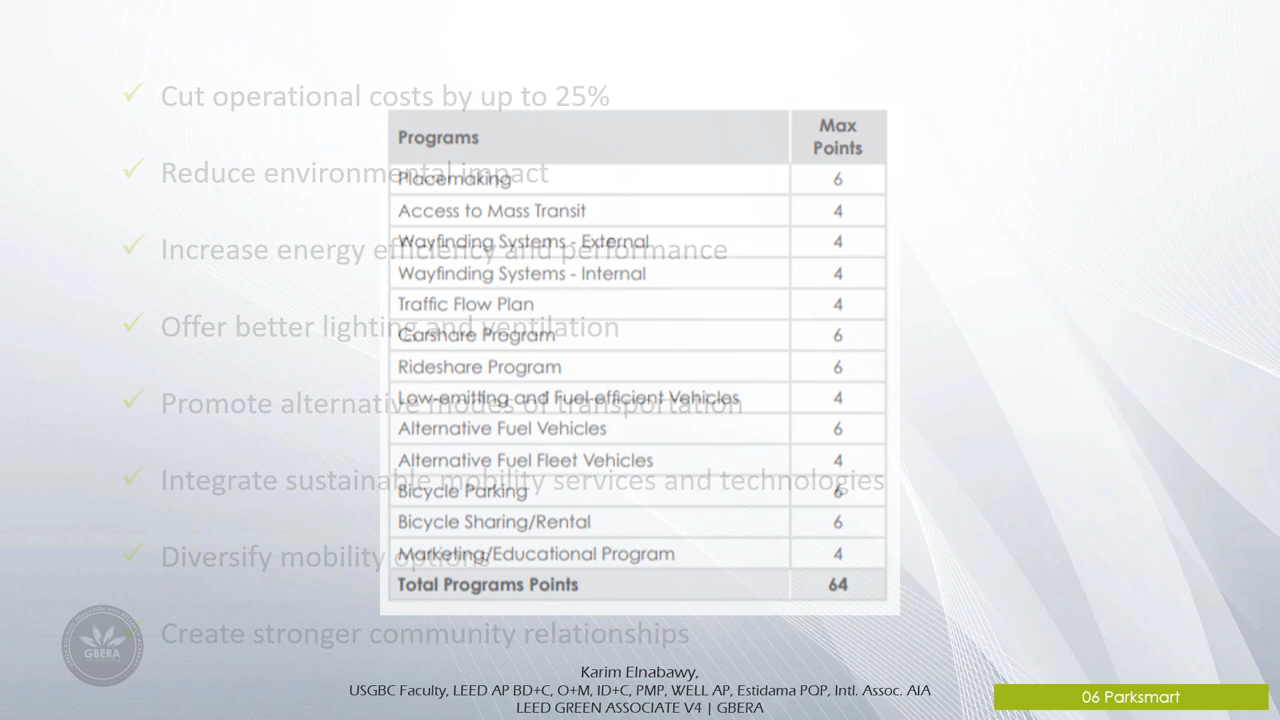 Cut operational costs by up to 25%
Reduce environmental impact
Increase energy efficiency and performance
Offer better lighting and ventilation
Promote alternative modes of transportation
Integrate sustainable mobility services and technologies
Diversify mobility options
Create stronger community relationships
Programs Max Points
Placemaking 6
Access to Mass Transit 4
Wayfinding Systems - External 4
Wayfinding Systems - Internal 4
Traffic Flow Plan 4
Carshare Program 6
Rideshare Program 6
Low-emitting and Fuel-efficient Vehicles 4
Alternative Fuel Vehicles 6
Alternative Fuel Fleet Vehicles 4
Bicycle Parking 6
Bicycle Sharing/Rental 6
Marketing/Educational Program 4
Total Programs Points 64
GBERA
Karim Elnabawy,
USGBC Faculty, LEED AP BD+C, O+M, ID+C, PMP, WELL AP, Estidama POP, Intl. Assoc. AIA
LEED GREEN ASSOCIATE V4 | GBERA
06 Parksmart